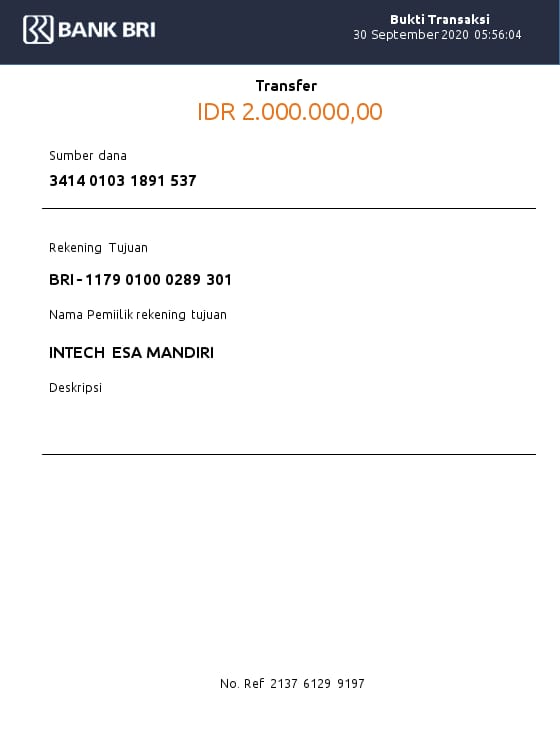 BANK BRI
Bukti Transaksi
30 September 2020 05:56:04
Transfer
IDR 2.000.000,00
Sumber dana
3414 0103 1891 537
Rekening Tujuan
BRI - 1179 0100 0289 301
Nama Pemiilik rekening tujuan
INTECH ESA MANDIRI
Deskripsi
No. Ref 2137 6129 9197